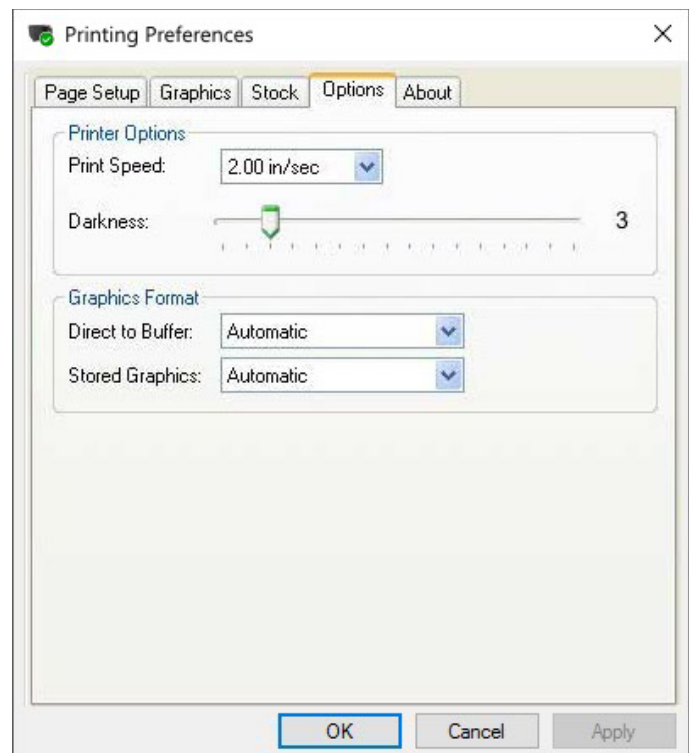 Printing Preferences
Page Setup Graphics Stock Options About
Printer Options
Print Speed: 2.00 in/sec
Darkness: 3
Graphics Format
Direct to Buffer: Automatic
Stored Graphics: Automatic
OK Cancel Apply